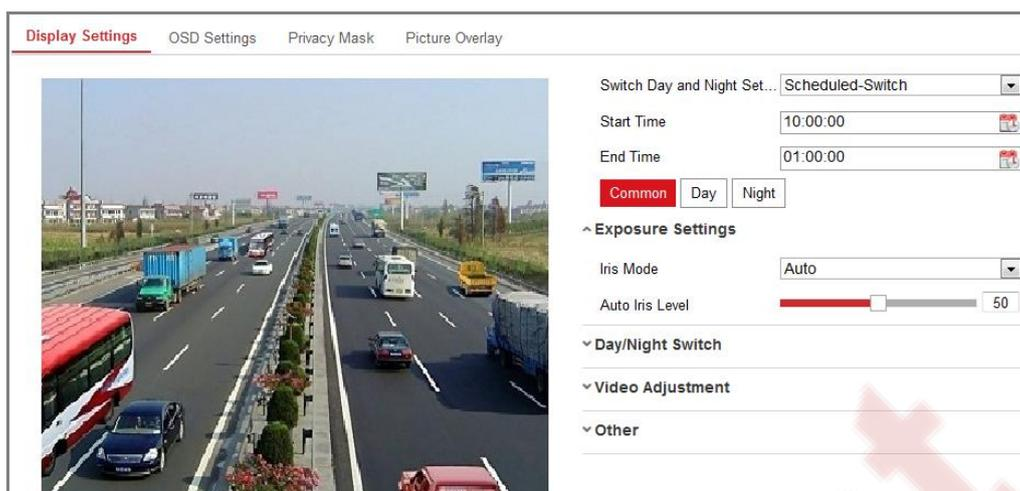 Display Settings OSD Settings Privacy Mask Picture Overlay
Switch Day and Night Set... Scheduled-Switch
Start Time 10:00:00
End Time 01:00:00
Common Day Night
Exposure Settings
Iris Mode Auto
Auto Iris Level 50
Day/Night Switch
Video Adjustment
Other